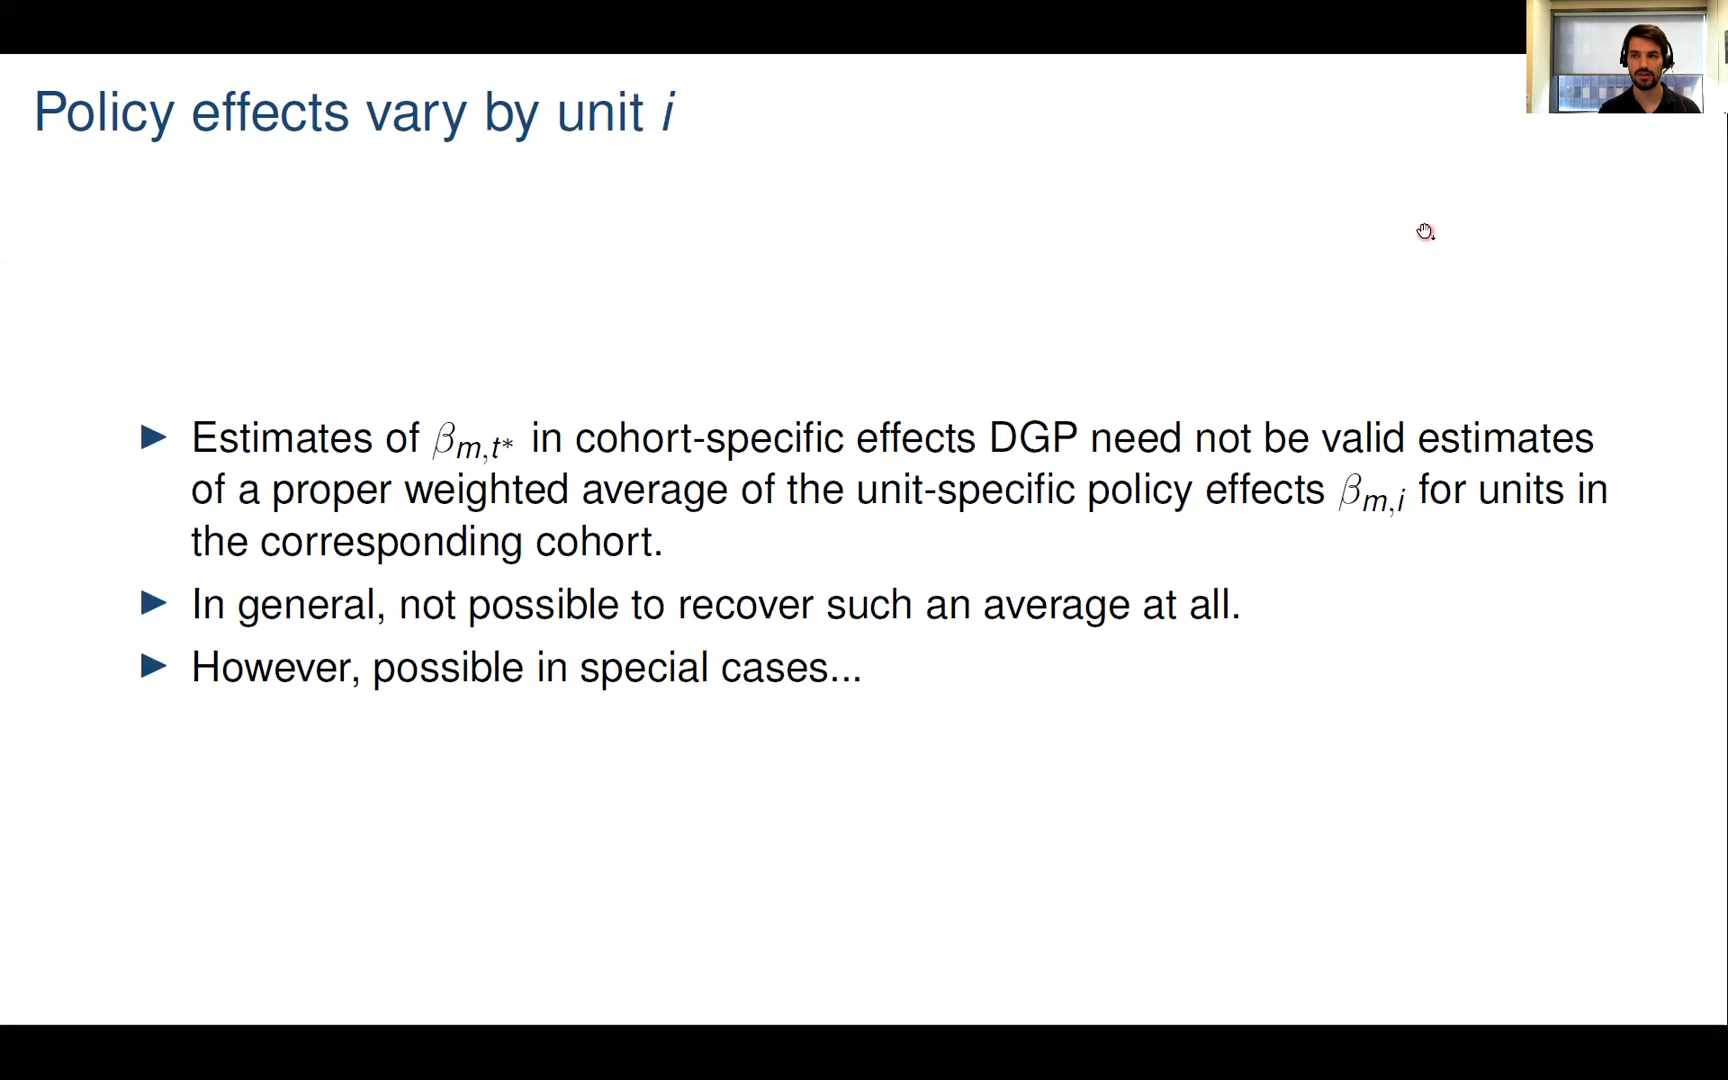 Policy effects vary by unit i
▶ Estimates of β_{m,t*} in cohort-specific effects DGP need not be valid estimates
of a proper weighted average of the unit-specific policy effects β_{m,i} for units in
the corresponding cohort.
▶ In general, not possible to recover such an average at all.
▶ However, possible in special cases...